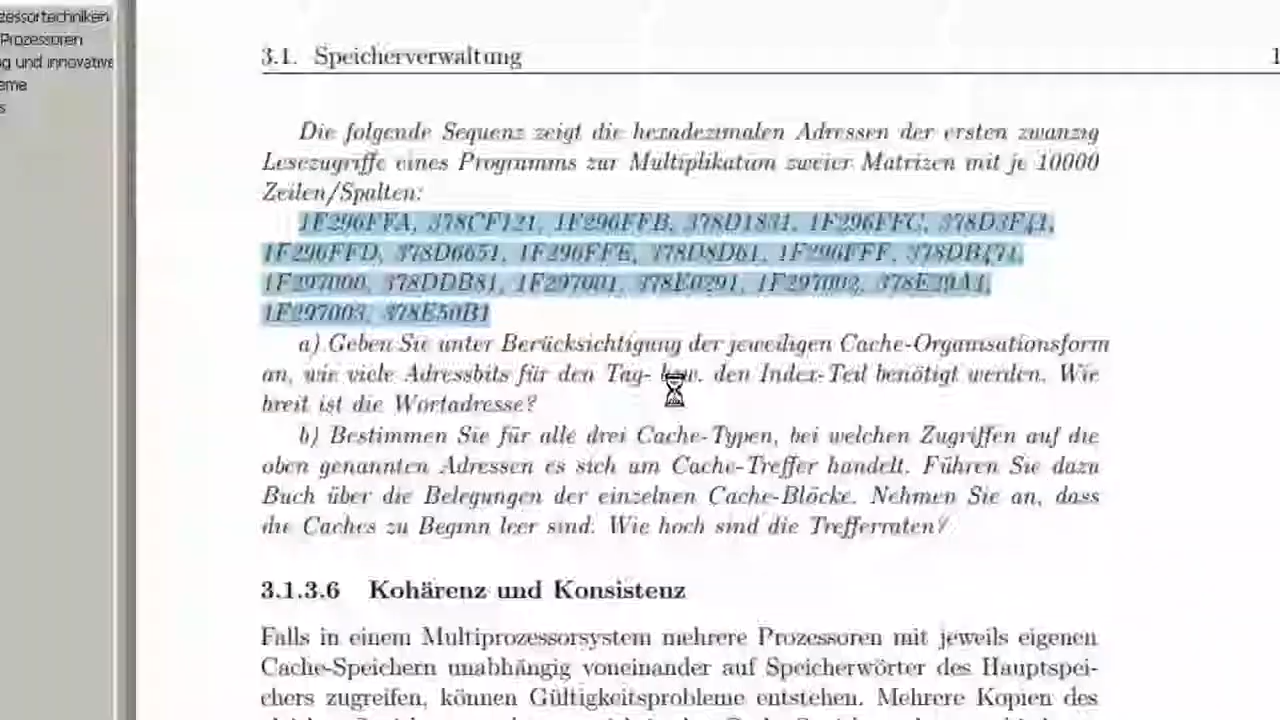 zessortechniken
Prozessoren
g und innovative
eme
s
3.1. Speicherverwaltung 1
Die folgende Sequenz zeigt die hexadezimalen Adressen der ersten zwanzig
Lesezugriffe eines Programms zur Multiplikation zweier Matrizen mit je 10000
Zeilen/Spalten:
1F296FFA, 378CF121, 1F296FFB, 378D1831, 1F296FFC, 378D3F41,
1F296FFD, 378D6651, 1F296FFE, 378D8D61, 1F296FFF, 378DB471,
1F297000, 378DDB81, 1F297001, 378E0291, 1F297002, 378E29A1,
1F297003, 378E50B1
a) Geben Sie unter Berücksichtigung der jeweiligen Cache-Organisationsform
an, wie viele Adressbits für den Tag- bzw. den Index-Teil benötigt werden. Wie
breit ist die Wortadresse?
b) Bestimmen Sie für alle drei Cache-Typen, bei welchen Zugriffen auf die
oben genannten Adressen es sich um Cache-Treffer handelt. Führen Sie dazu
Buch über die Belegungen der einzelnen Cache-Blöcke. Nehmen Sie an, dass
die Caches zu Beginn leer sind. Wie hoch sind die Trefferraten?
3.1.3.6 Kohärenz und Konsistenz
Falls in einem Multiprozessorsystem mehrere Prozessoren mit jeweils eigenen
Cache-Speichern unabhängig voneinander auf Speicherwörter des Hauptspei-
chers zugreifen, können Gültigkeitsprobleme entstehen. Mehrere Kopien des